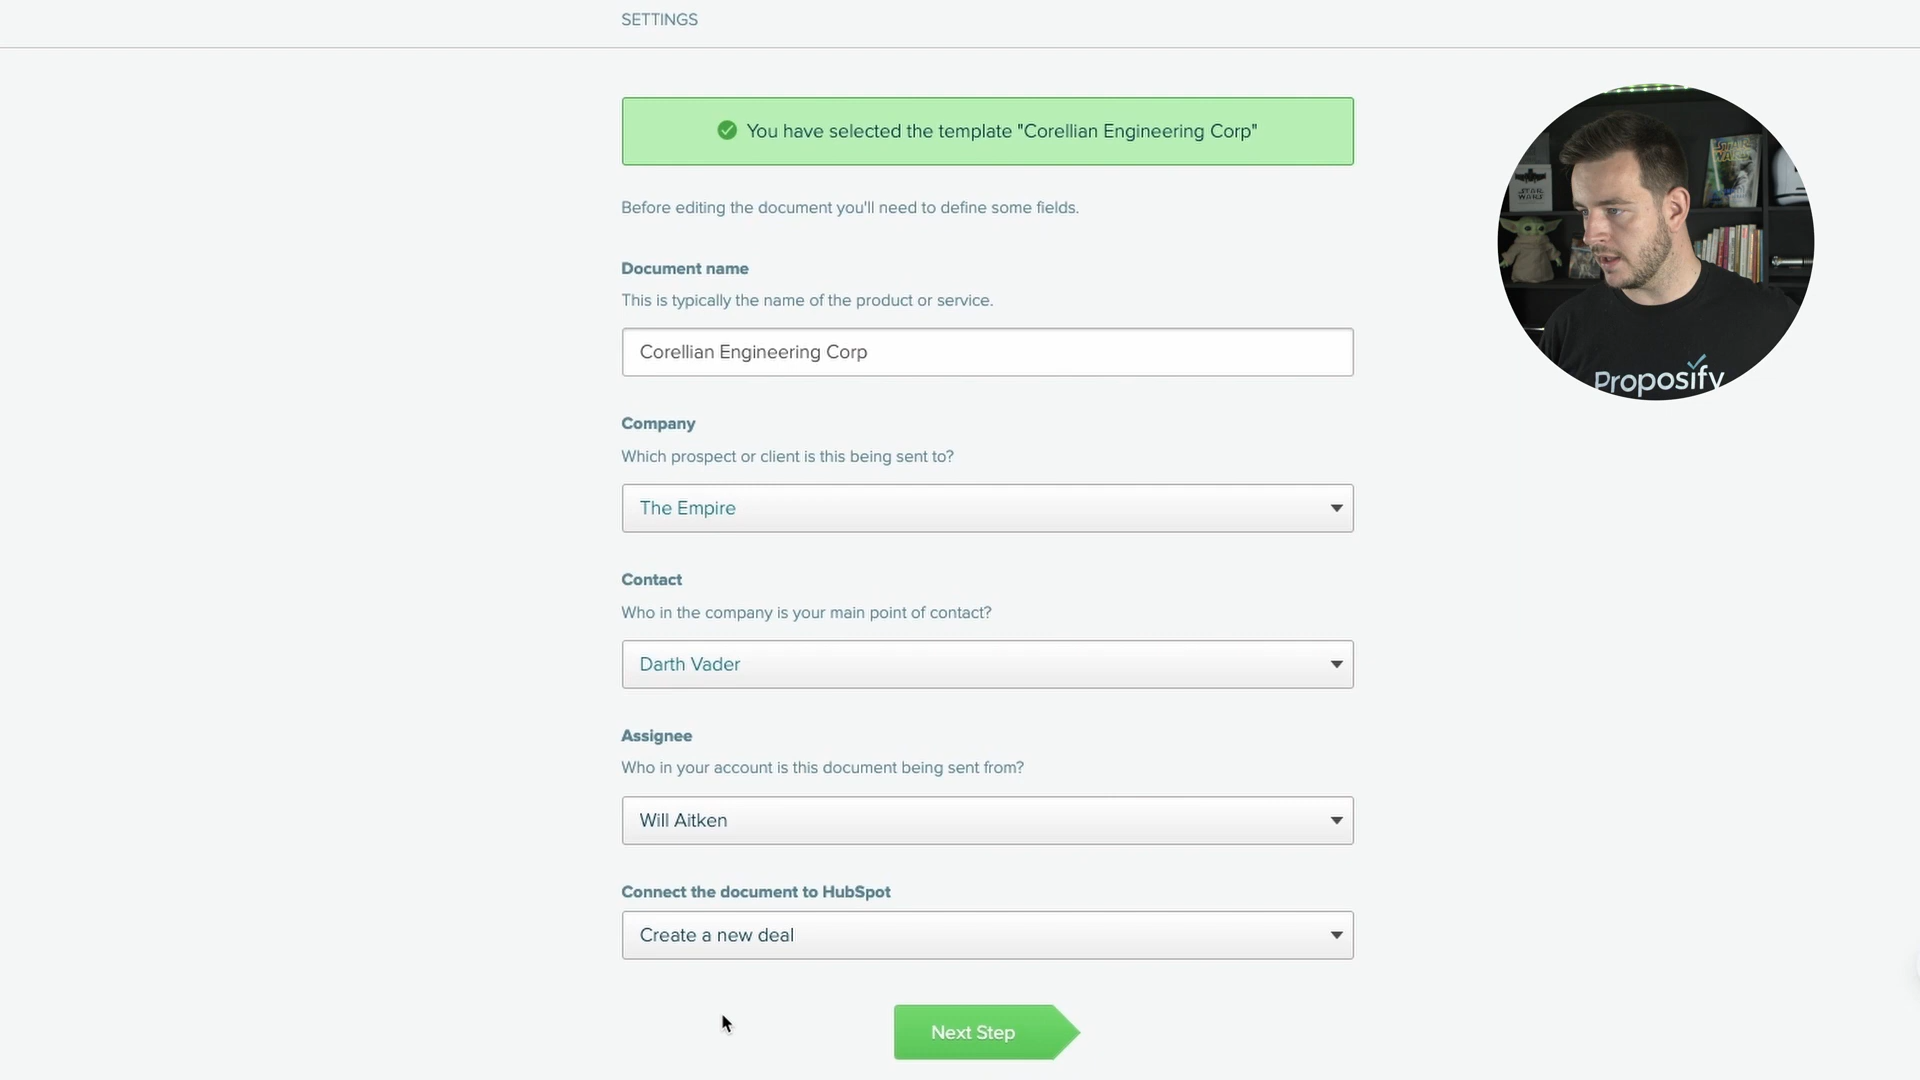 SETTINGS
You have selected the template "Corellian Engineering Corp"
Before editing the document you'll need to define some fields.
Document name
This is typically the name of the product or service.
Corellian Engineering Corp
Company
Which prospect or client is this being sent to?
The Empire
Contact
Who in the company is your main point of contact?
Darth Vader
Assignee
Who in your account is this document being sent from?
Will Aitken
Connect the document to HubSpot
Create a new deal
Next Step
STAR
WARS
STAR
WARS
Proposify